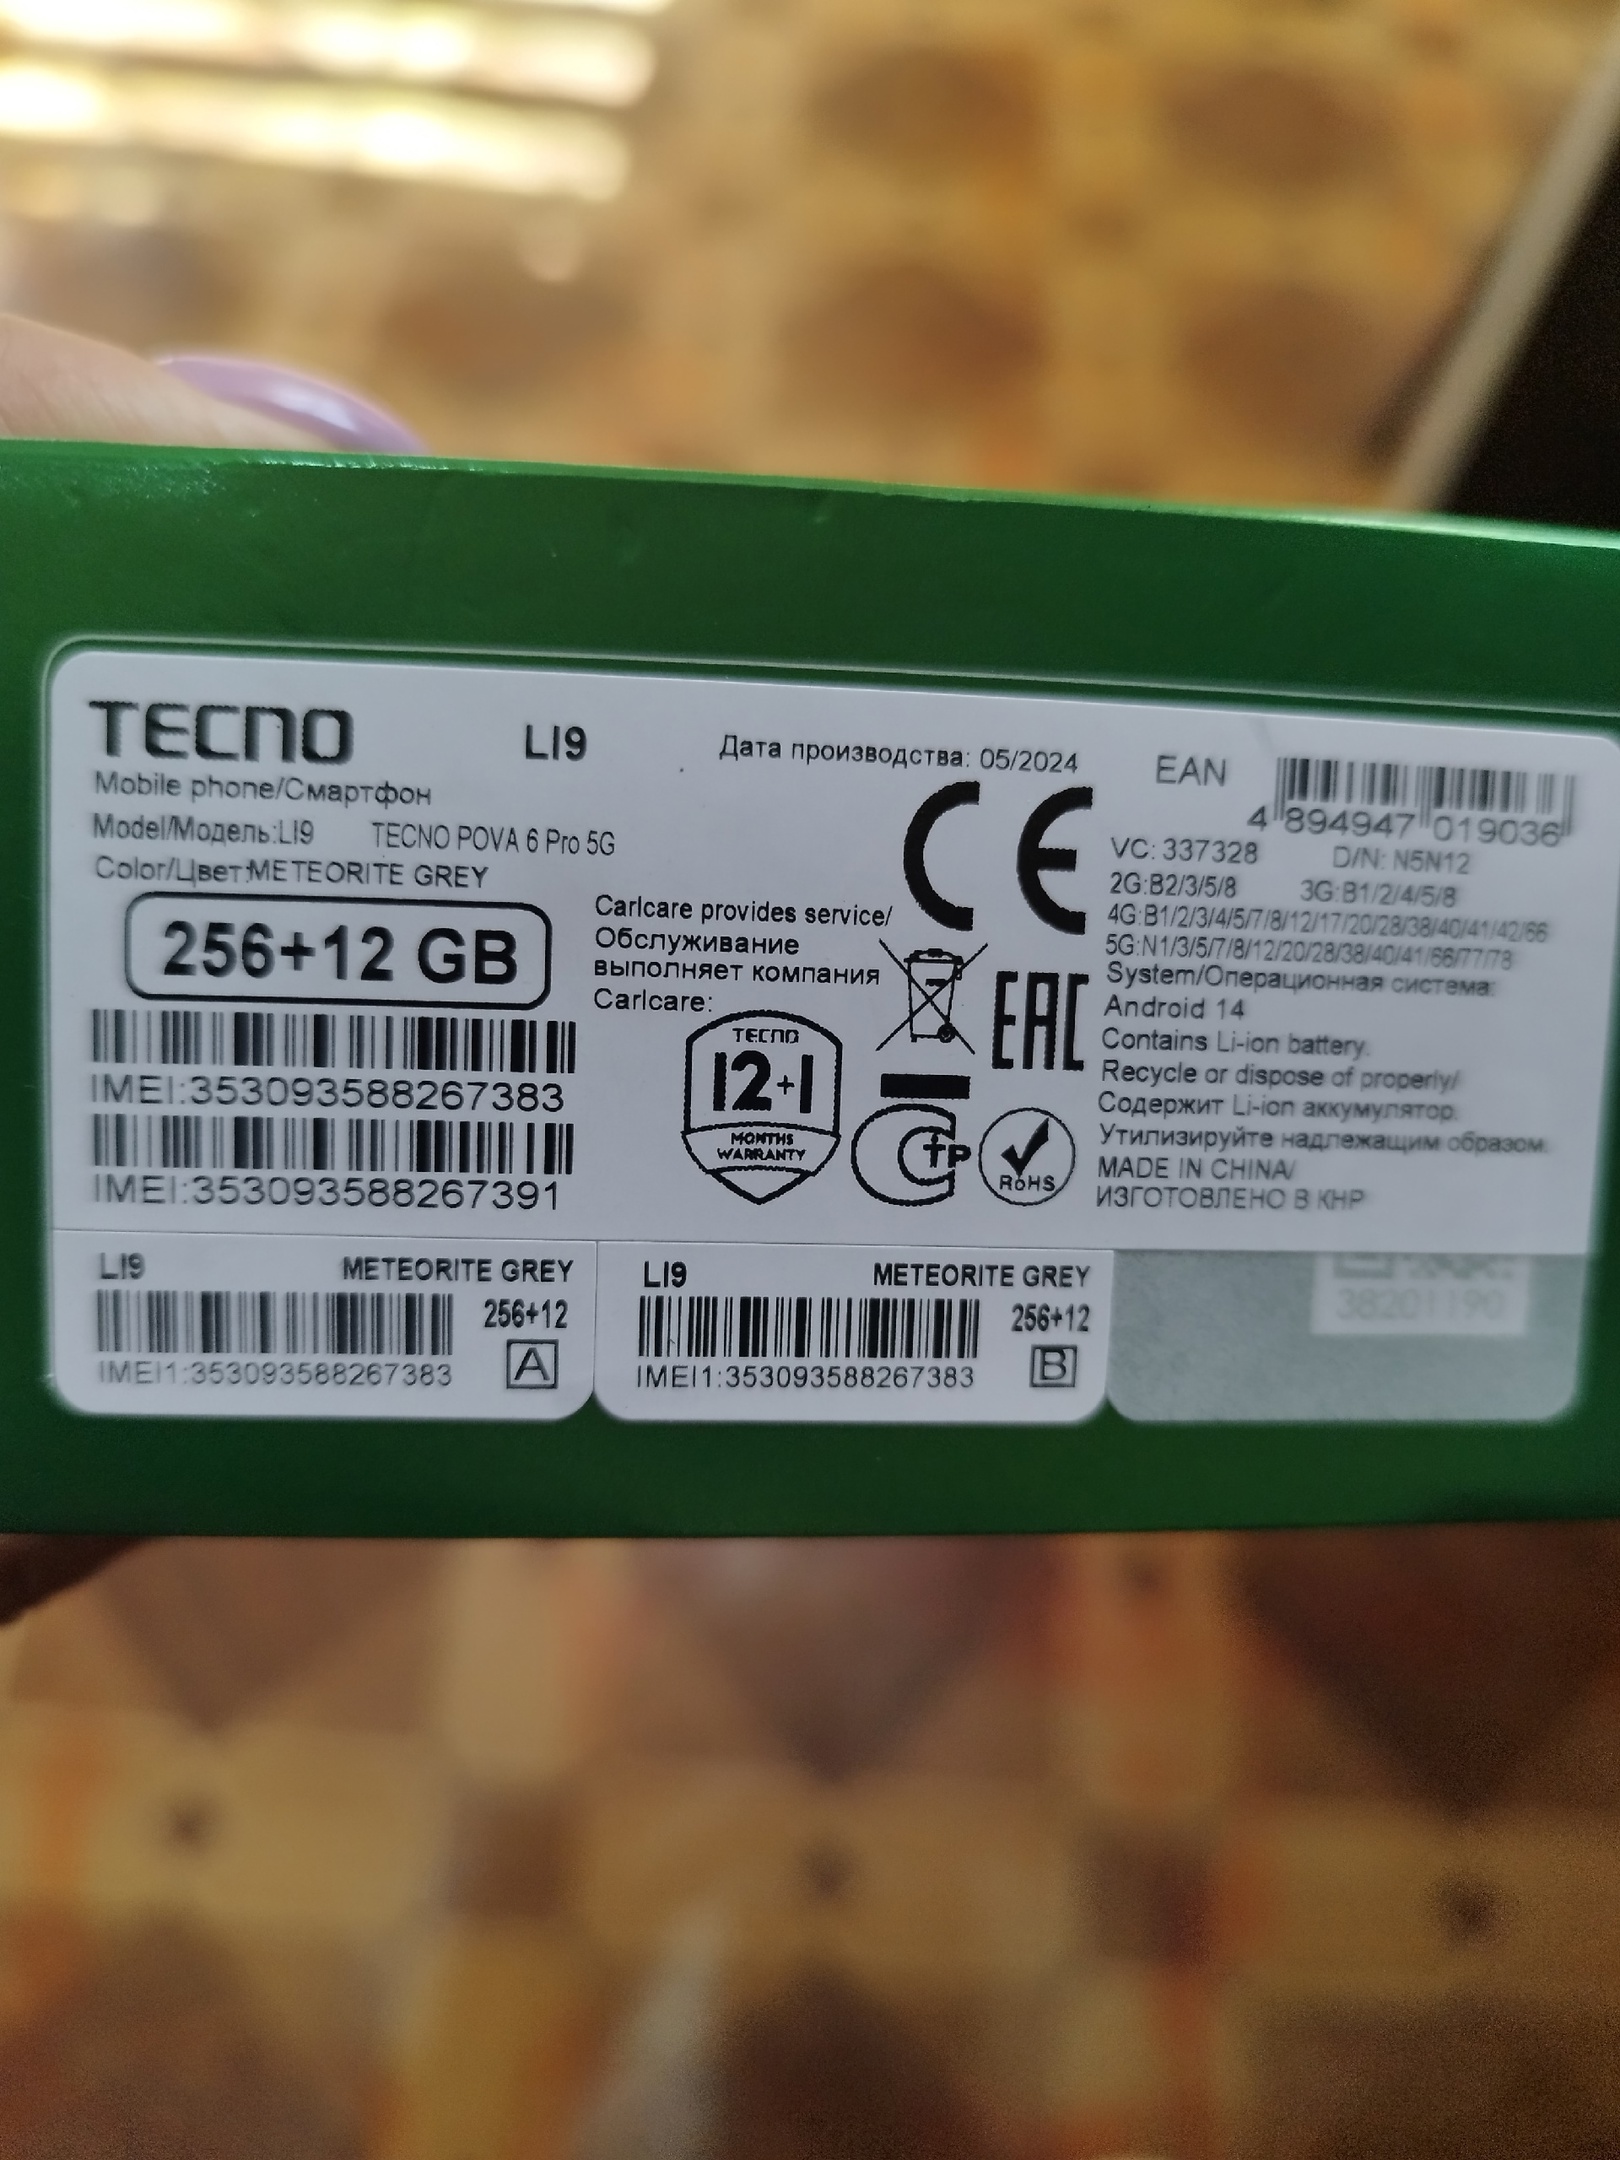 TECNO LI9
Дата производства: 05/2024
EAN
4 894947 019036
Mobile phone/Смартфон
Model/Модель:LI9 TECNO POVA 6 Pro 5G
Color/Цвет:METEORITE GREY
256+12 GB
IMEI:353093588267383
IMEI:353093588267391
Carlcare provides service/
Обслуживание
выполняет компания
Carlcare:
TECNO
12+1
MONTHS
WARRANTY
CE
EAC
СТР
RoHS
VC: 337328 D/N: N5N12
2G:B2/3/5/8 3G:B1/2/4/5/8
4G:B1/2/3/4/5/7/8/12/17/20/28/38/40/41/42/66
5G:N1/3/5/7/8/12/20/28/38/40/41/66/77/78
System/Операционная система:
Android 14
Contains Li-ion battery.
Recycle or dispose of properly/
Содержит Li-ion аккумулятор.
Утилизируйте надлежащим образом.
MADE IN CHINA/
ИЗГОТОВЛЕНО В КНР
LI9 METEORITE GREY
256+12
IMEI1:353093588267383 A
LI9 METEORITE GREY
256+12
IMEI1:353093588267383 B